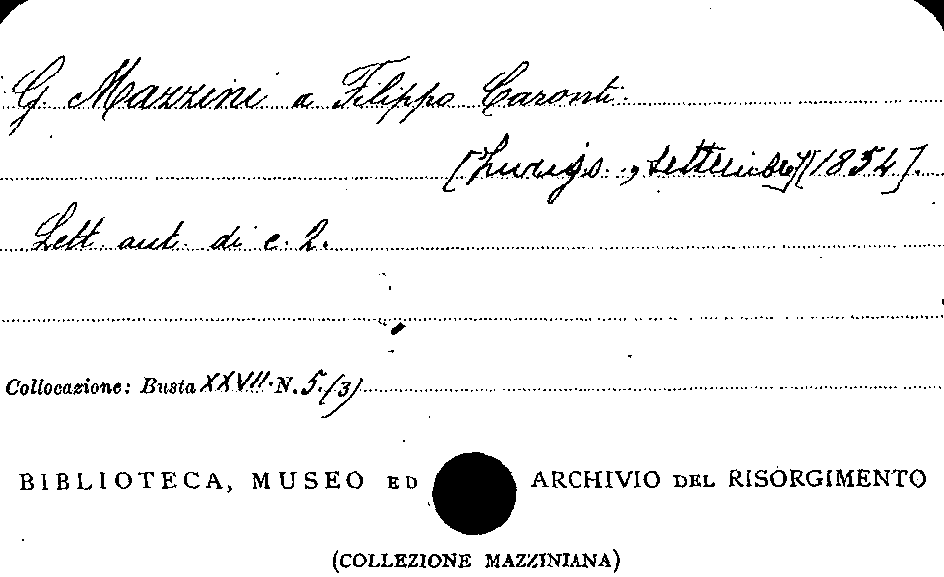 G. Mazzini a Filippo Caronti.
[Zurigo.., settembre][1854].
Lett. aut. di c. 2.
Collocazione: Busta XXVII. N. 5. (3)
BIBLIOTECA, MUSEO ED ARCHIVIO DEL RISORGIMENTO
(COLLEZIONE MAZZINIANA)